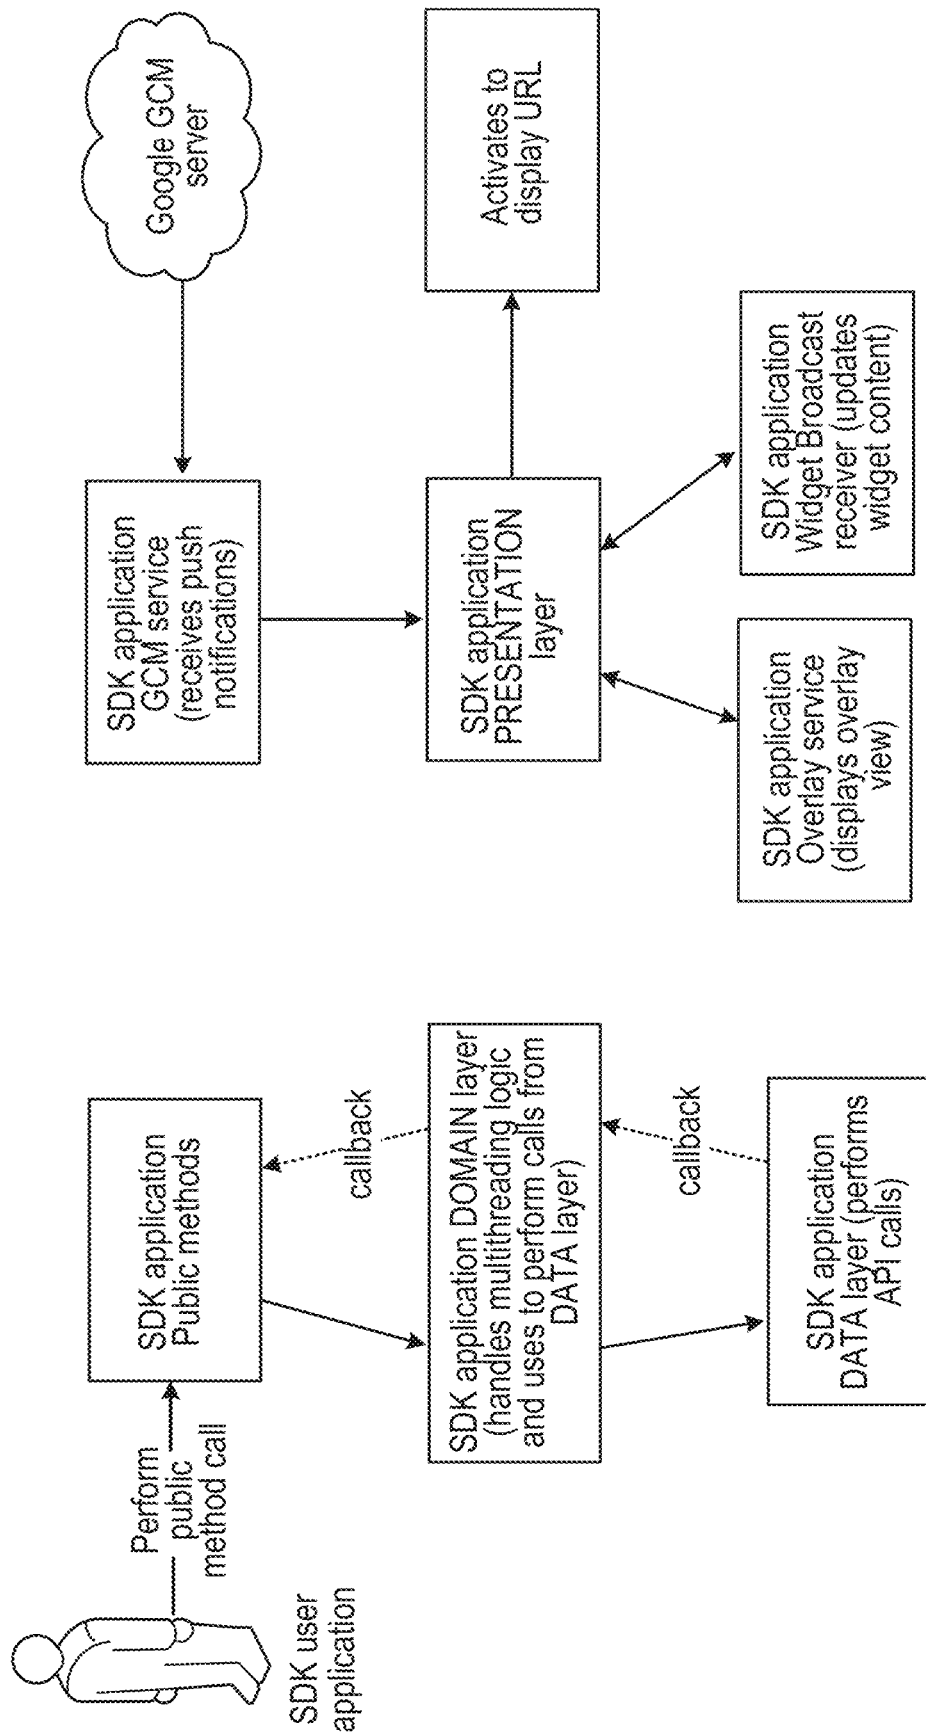 SDK user
application
Perform
public
method call
SDK application
Public methods
callback
SDK application DOMAIN layer
(handles multithreading logic
and uses to perform calls from
DATA layer)
callback
SDK application
DATA layer (performs
API calls)
SDK application
GCM service
(receives push
notifications)
Google GCM
server
SDK application
PRESENTATION
layer
Activates to
display URL
SDK application
Overlay service
(displays overlay
view)
SDK application
Widget Broadcast
receiver (updates
widget content)